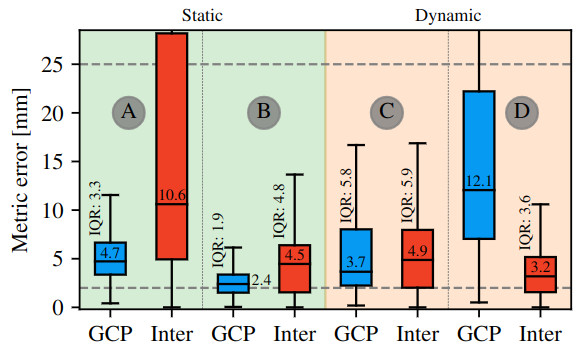 Static Dynamic
Metric error [mm]
25
20
15
10
5
0
A
B
C
D
IQR: 3.3
4.7
10.6
IQR: 1.9
2.4
IQR: 4.8
4.5
IQR: 5.8
3.7
IQR: 5.9
4.9
12.1
IQR: 3.6
3.2
GCP Inter GCP Inter GCP Inter GCP Inter